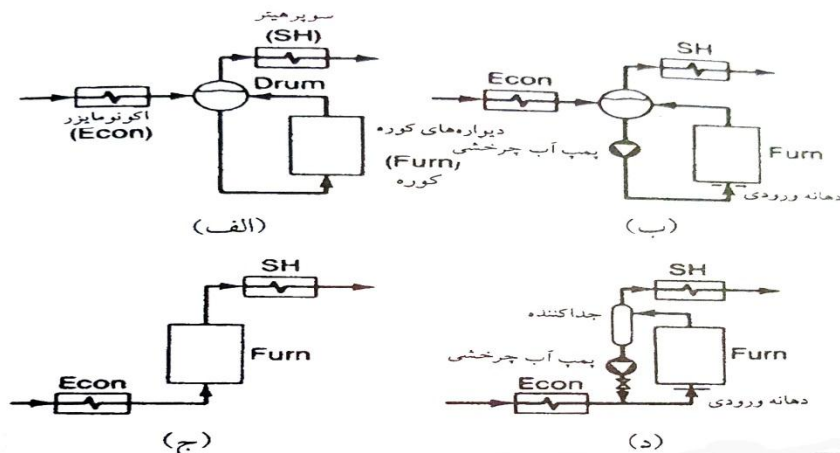 سوپرهیتر
(SH)
Drum
اکونومایزر
(Econ)
دیواره‌های کوره
(Furn)
کوره
(الف)
SH
Econ
پمپ آب چرخشی
Furn
دهانه ورودی
(ب)
SH
Furn
Econ
(ج)
SH
جداکننده
پمپ آب چرخشی
Furn
Econ
دهانه ورودی
(د)